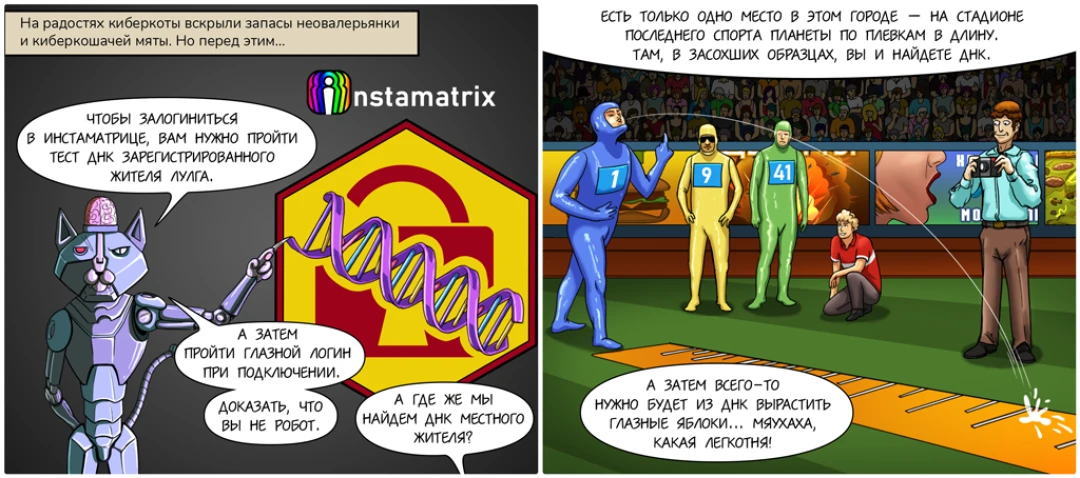 На радостях киберкоты вскрыли запасы неовалерьянки
и киберкошачей мяты. Но перед этим...
instamatrix
ЧТОБЫ ЗАЛОГИНИТЬСЯ
В ИНСТАМАТРИЦЕ, ВАМ НУЖНО ПРОЙТИ
ТЕСТ ДНК ЗАРЕГИСТРИРОВАННОГО
ЖИТЕЛЯ ЛУЛГА.
А ЗАТЕМ
ПРОЙТИ ГЛАЗНОЙ ЛОГИН
ПРИ ПОДКЛЮЧЕНИИ.
ДОКАЗАТЬ, ЧТО
ВЫ НЕ РОБОТ.
А ГДЕ ЖЕ МЫ
НАЙДЕМ ДНК МЕСТНОГО
ЖИТЕЛЯ?
ЕСТЬ ТОЛЬКО ОДНО МЕСТО В ЭТОМ ГОРОДЕ — НА СТАДИОНЕ
ПОСЛЕДНЕГО СПОРТА ПЛАНЕТЫ ПО ПЛЕВКАМ В ДЛИНУ.
ТАМ, В ЗАСОХШИХ ОБРАЗЦАХ, ВЫ И НАЙДЕТЕ ДНК.
1
9
41
А ЗАТЕМ ВСЕГО-ТО
НУЖНО БУДЕТ ИЗ ДНК ВЫРАСТИТЬ
ГЛАЗНЫЕ ЯБЛОКИ... МЯУХАХА,
КАКАЯ ЛЕГКОТНЯ!